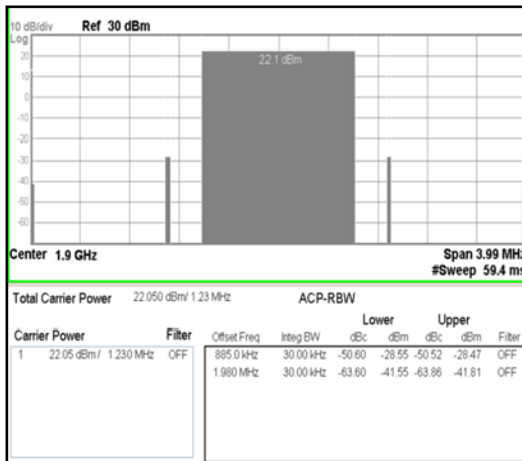 10 dB/div Ref 30 dBm
Log
20
10
0
-10
-20
-30
-40
-50
-60
22.1 dBm
Center 1.9 GHz Span 3.99 MHz
#Sweep 59.4 ms
Total Carrier Power 22.050 dBm/ 1.23 MHz ACP-RBW
Lower Upper
Carrier Power Filter Offset Freq Integ BW dBc dBm dBc dBm Filter
1 22.05 dBm / 1.230 MHz OFF 885.0 kHz 30.00 kHz -50.60 -28.55 -50.52 -28.47 OFF
1.980 MHz 30.00 kHz -63.60 -41.55 -63.86 -41.81 OFF